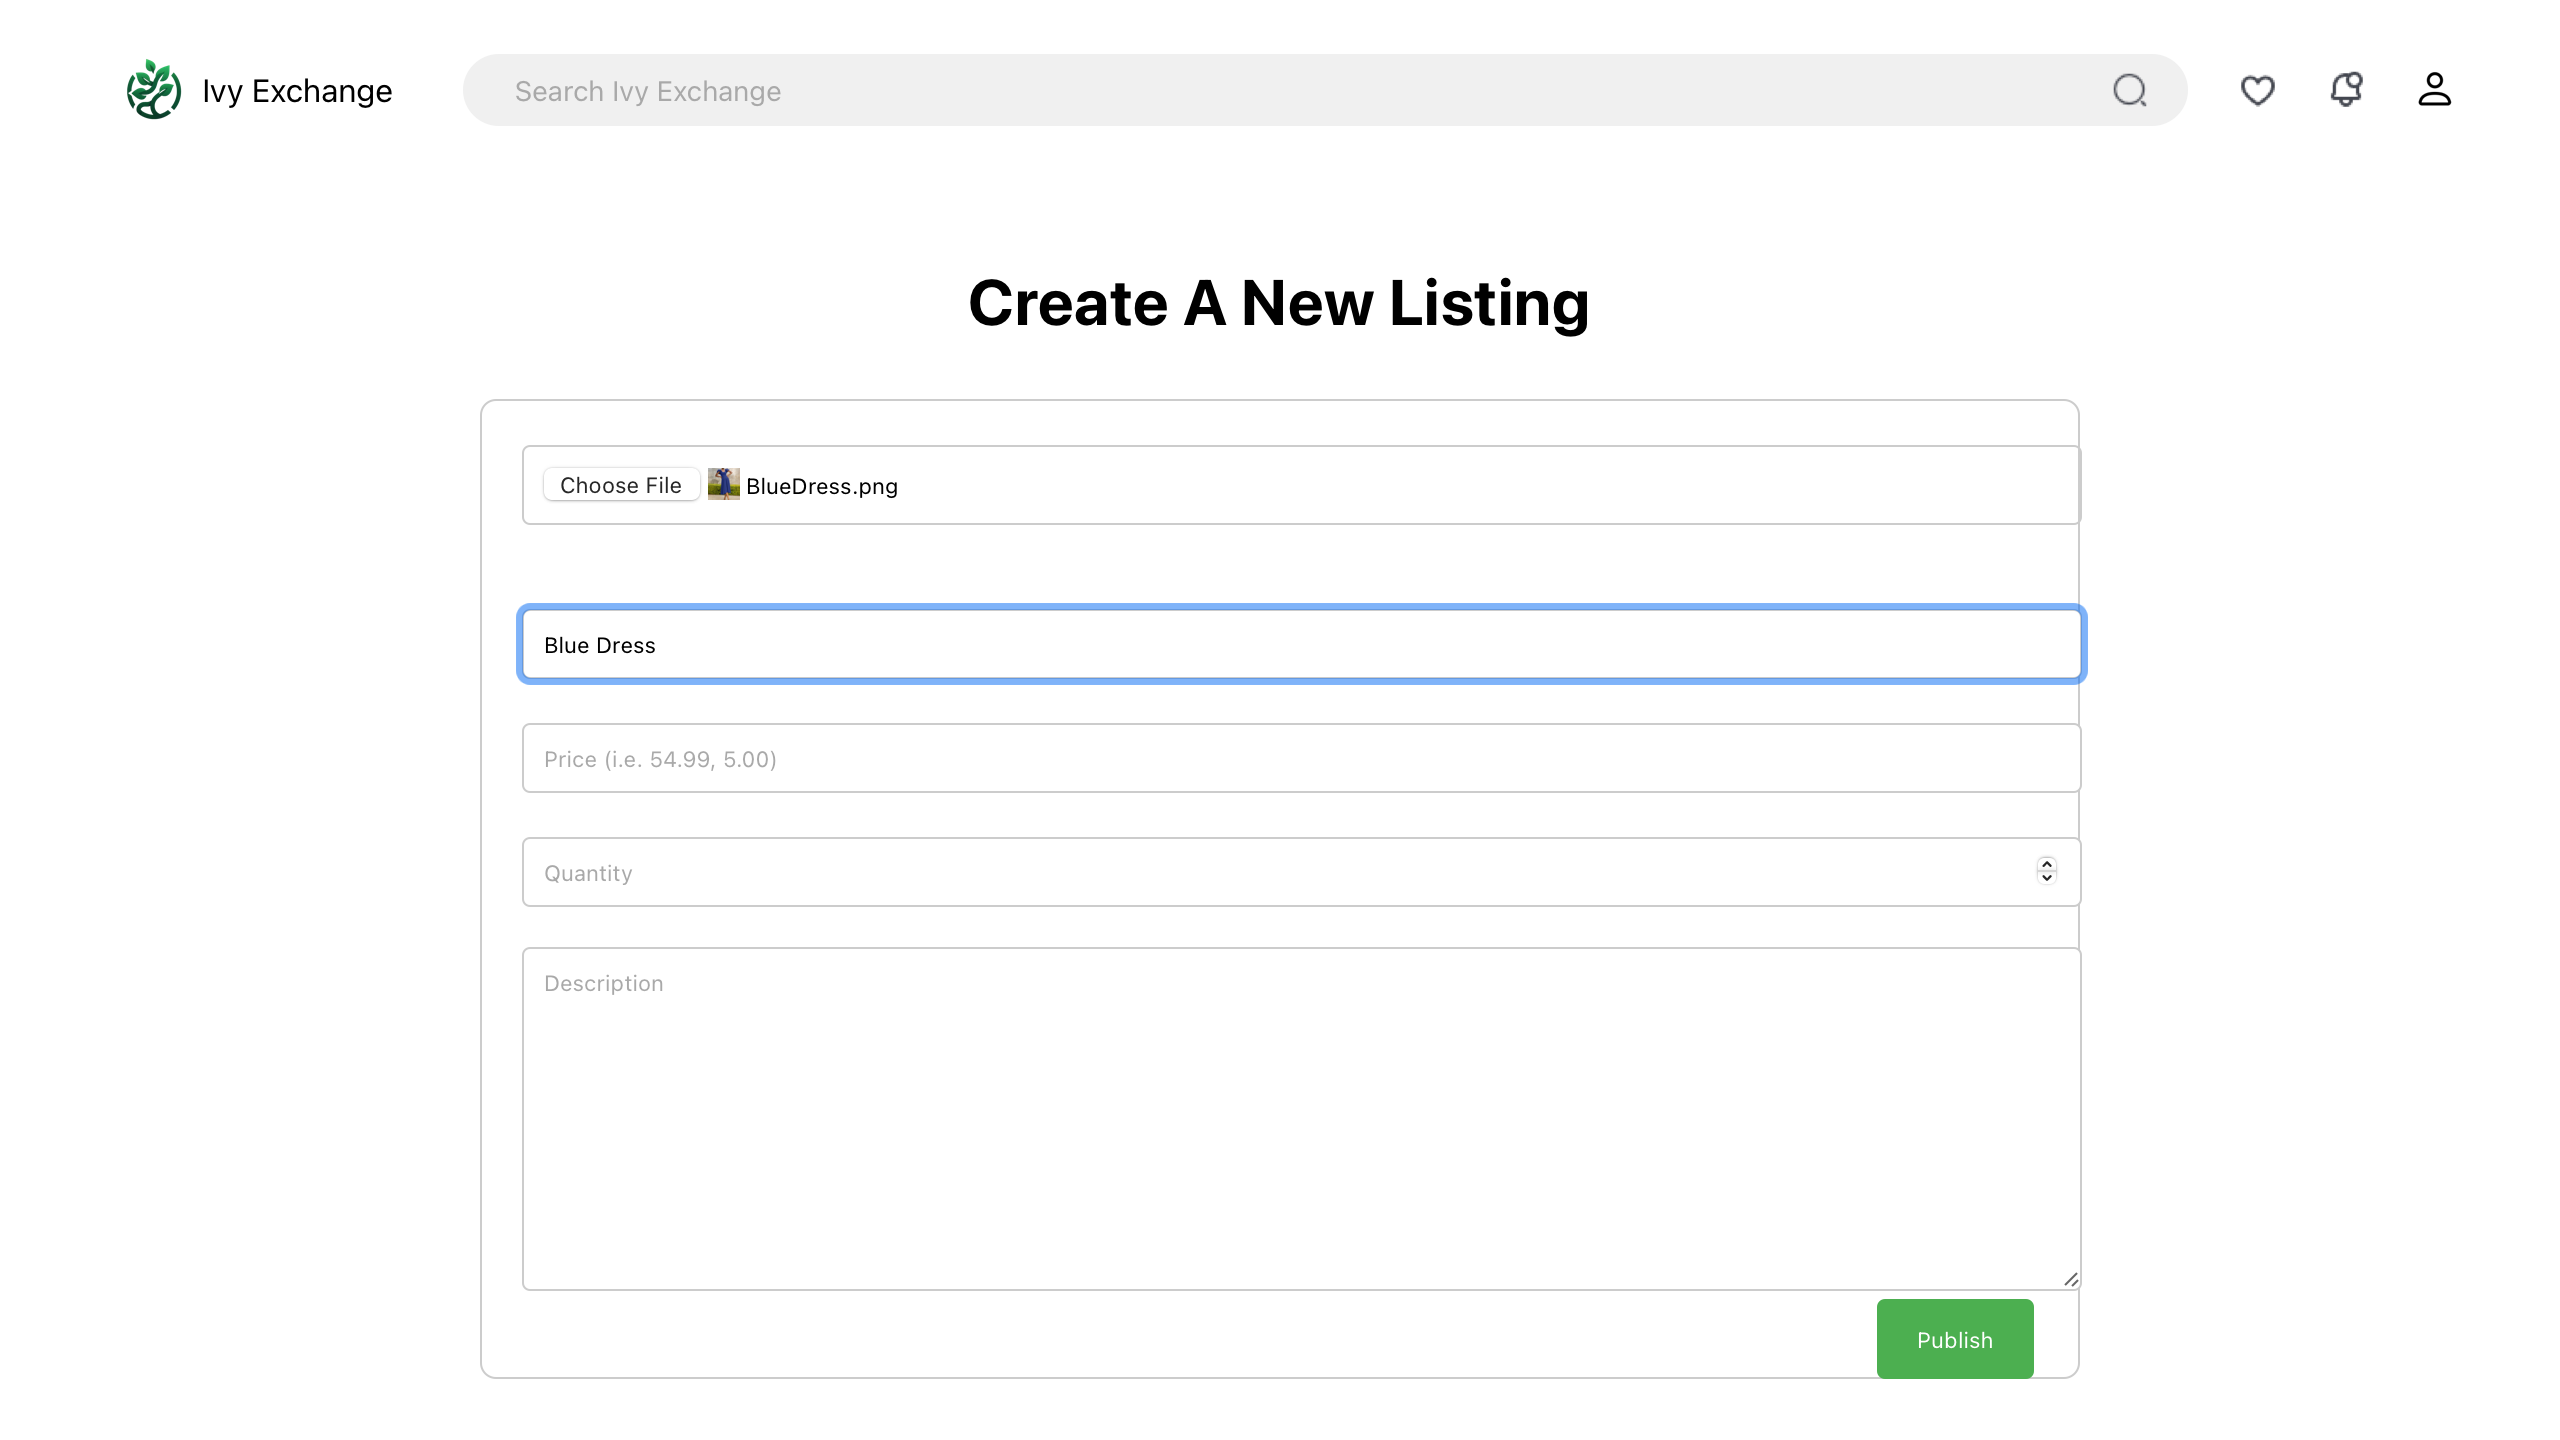 Ivy Exchange
Search Ivy Exchange
Create A New Listing
Choose File BlueDress.png
Blue Dress
Price (i.e. 54.99, 5.00)
Quantity
Description
Publish